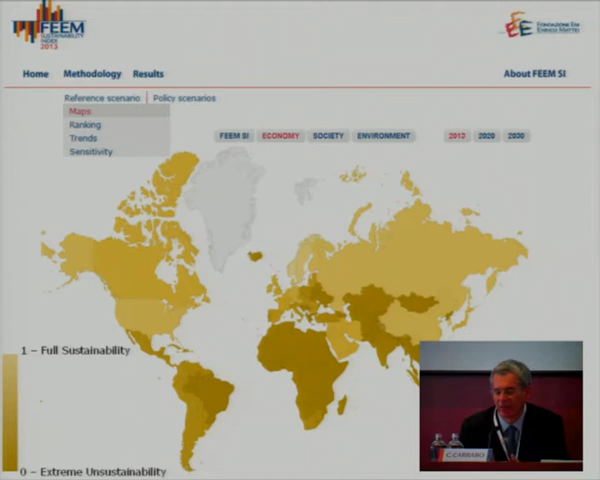 FEEM
SUSTAINABILITY
INDEX
2013
FEE
FONDAZIONE ENI
ENRICO MATTEI
Home Methodology Results About FEEM SI
Reference scenario Policy scenarios
Maps
Ranking
Trends
Sensitivity
FEEM SI ECONOMY SOCIETY ENVIRONMENT 2013 2020 2030
1 – Full Sustainability
0 – Extreme Unsustainability
C. CARRARO